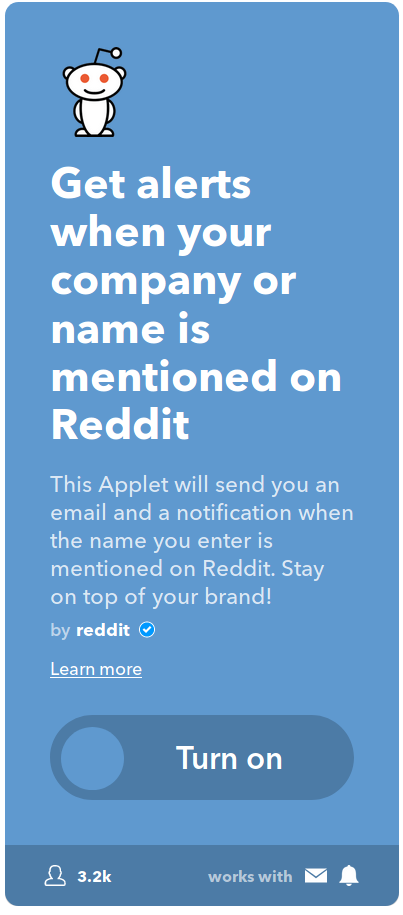 Get alerts
when your
company or
name is
mentioned on
Reddit
This Applet will send you an
email and a notification when
the name you enter is
mentioned on Reddit. Stay
on top of your brand!
by reddit
Learn more
Turn on
3.2k works with